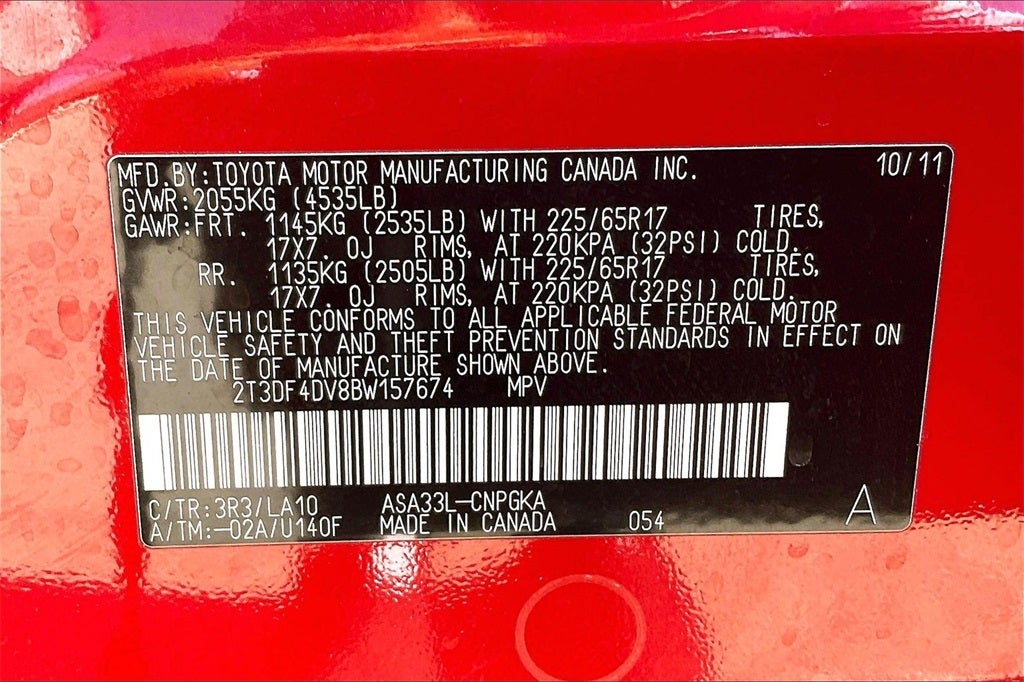 MFD.BY:TOYOTA MOTOR MANUFACTURING CANADA INC. 10/11
GVWR:2055KG (4535LB)
GAWR:FRT. 1145KG (2535LB) WITH 225/65R17 TIRES,
17X7.0J RIMS, AT 220KPA (32PSI) COLD.
RR. 1135KG (2505LB) WITH 225/65R17 TIRES,
17X7.0J RIMS, AT 220KPA (32PSI) COLD.
THIS VEHICLE CONFORMS TO ALL APPLICABLE FEDERAL MOTOR
VEHICLE SAFETY AND THEFT PREVENTION STANDARDS IN EFFECT ON
THE DATE OF MANUFACTURE SHOWN ABOVE.
2T3DF4DV8BW157674 MPV
C/TR:3R3/LA10 ASA33L-CNPGKA
A/TM:-02A/U140F MADE IN CANADA 054 A